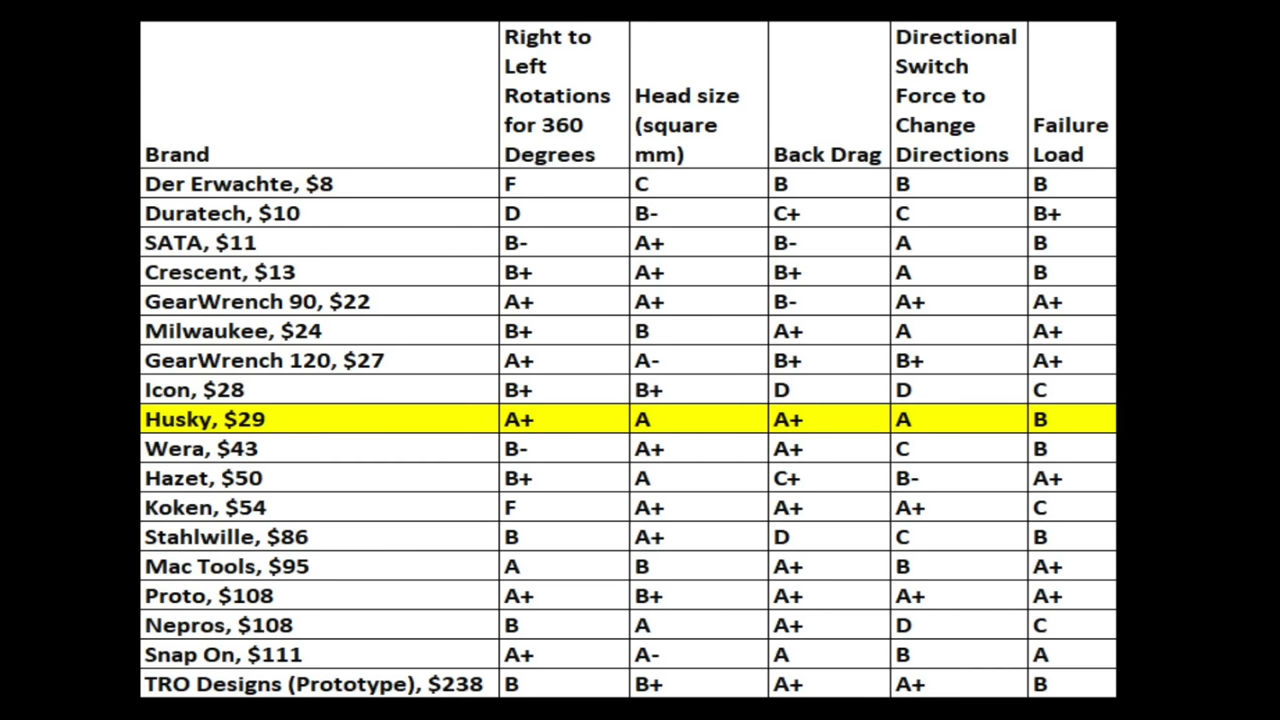 Brand | Right to Left Rotations for 360 Degrees | Head size (square mm) | Back Drag | Directional Switch Force to Change Directions | Failure Load
Der Erwachte, $8 | F | C | B | B | B
Duratech, $10 | D | B- | C+ | C | B+
SATA, $11 | B- | A+ | B- | A | B
Crescent, $13 | B+ | A+ | B+ | A | B
GearWrench 90, $22 | A+ | A+ | B- | A+ | A+
Milwaukee, $24 | B+ | B | A+ | A | A+
GearWrench 120, $27 | A+ | A- | B+ | B+ | A+
Icon, $28 | B+ | B+ | D | D | C
Husky, $29 | A+ | A | A+ | A | B
Wera, $43 | B- | A+ | A+ | C | B
Hazet, $50 | B+ | A | C+ | B- | A+
Koken, $54 | F | A+ | A+ | A+ | C
Stahlwille, $86 | B | A+ | D | C | B
Mac Tools, $95 | A | B | A+ | B | A+
Proto, $108 | A+ | B+ | A+ | A+ | A+
Nepros, $108 | B | A | A+ | D | C
Snap On, $111 | A+ | A- | A | B | A
TRO Designs (Prototype), $238 | B | B+ | A+ | A+ | B